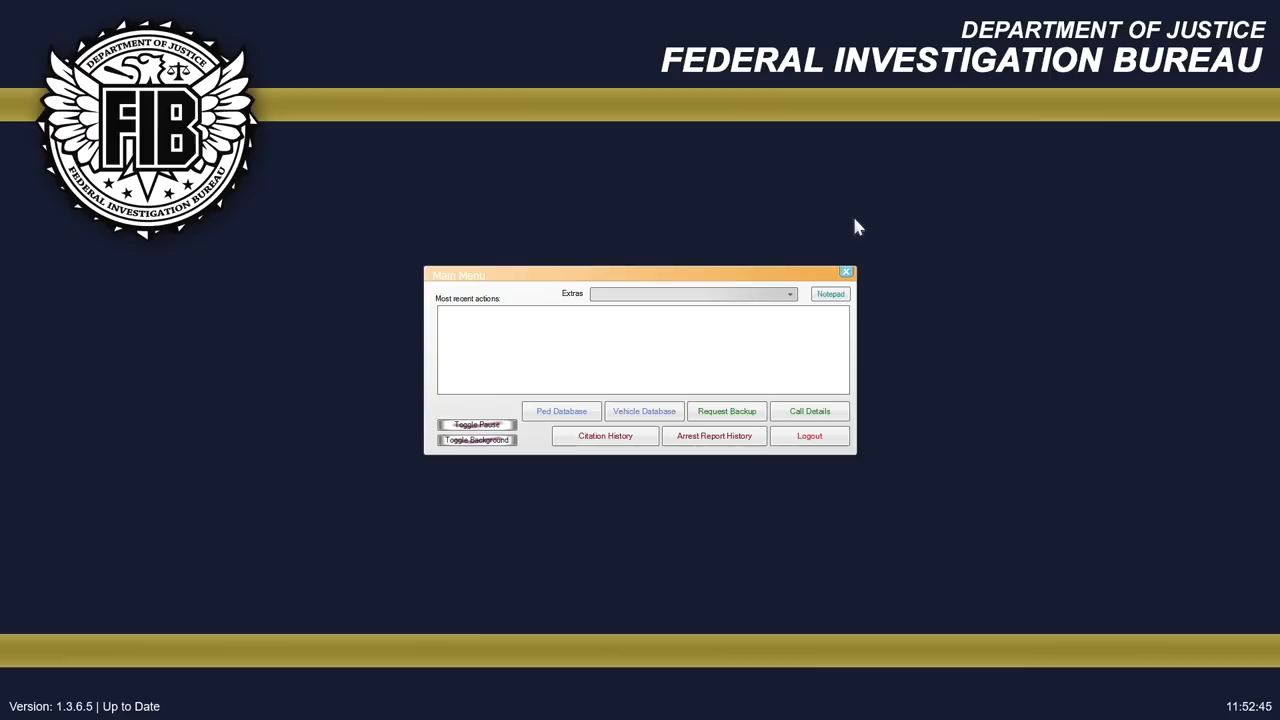 DEPARTMENT OF JUSTICE
FEDERAL INVESTIGATION BUREAU
DEPARTMENT OF JUSTICE
FIB
FEDERAL INVESTIGATION BUREAU
Main Menu
Extras
Notepad
Most recent actions:
Ped Database
Vehicle Database
Request Backup
Call Details
Toggle Pause
Toggle Background
Citation History
Arrest Report History
Logout
Version: 1.3.6.5 | Up to Date
11:52:45